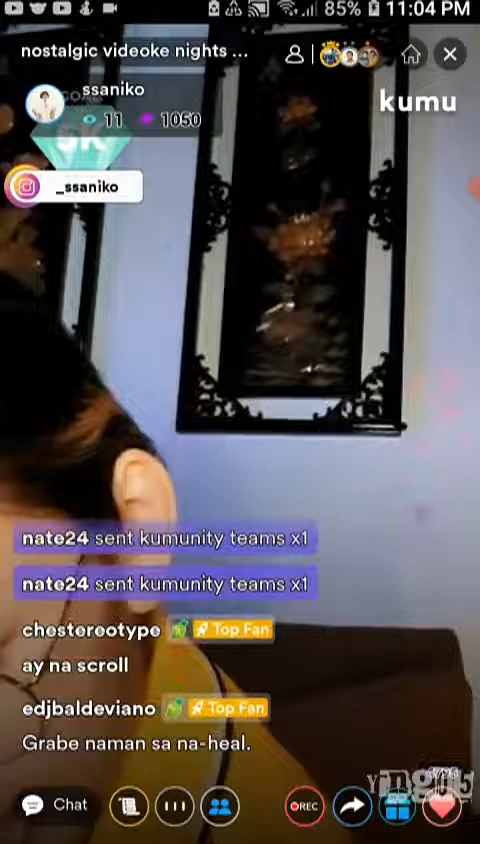 85% 11:04 PM
nostalgic videoke nights ...
ssaniko
11 1050
kumu
5K
_ssaniko
nate24 sent kumunity teams x1
nate24 sent kumunity teams x1
chestereotype Top Fan
ay na scroll
edjbaldeviano Top Fan
Grabe naman sa na-heal.
Chat
REC